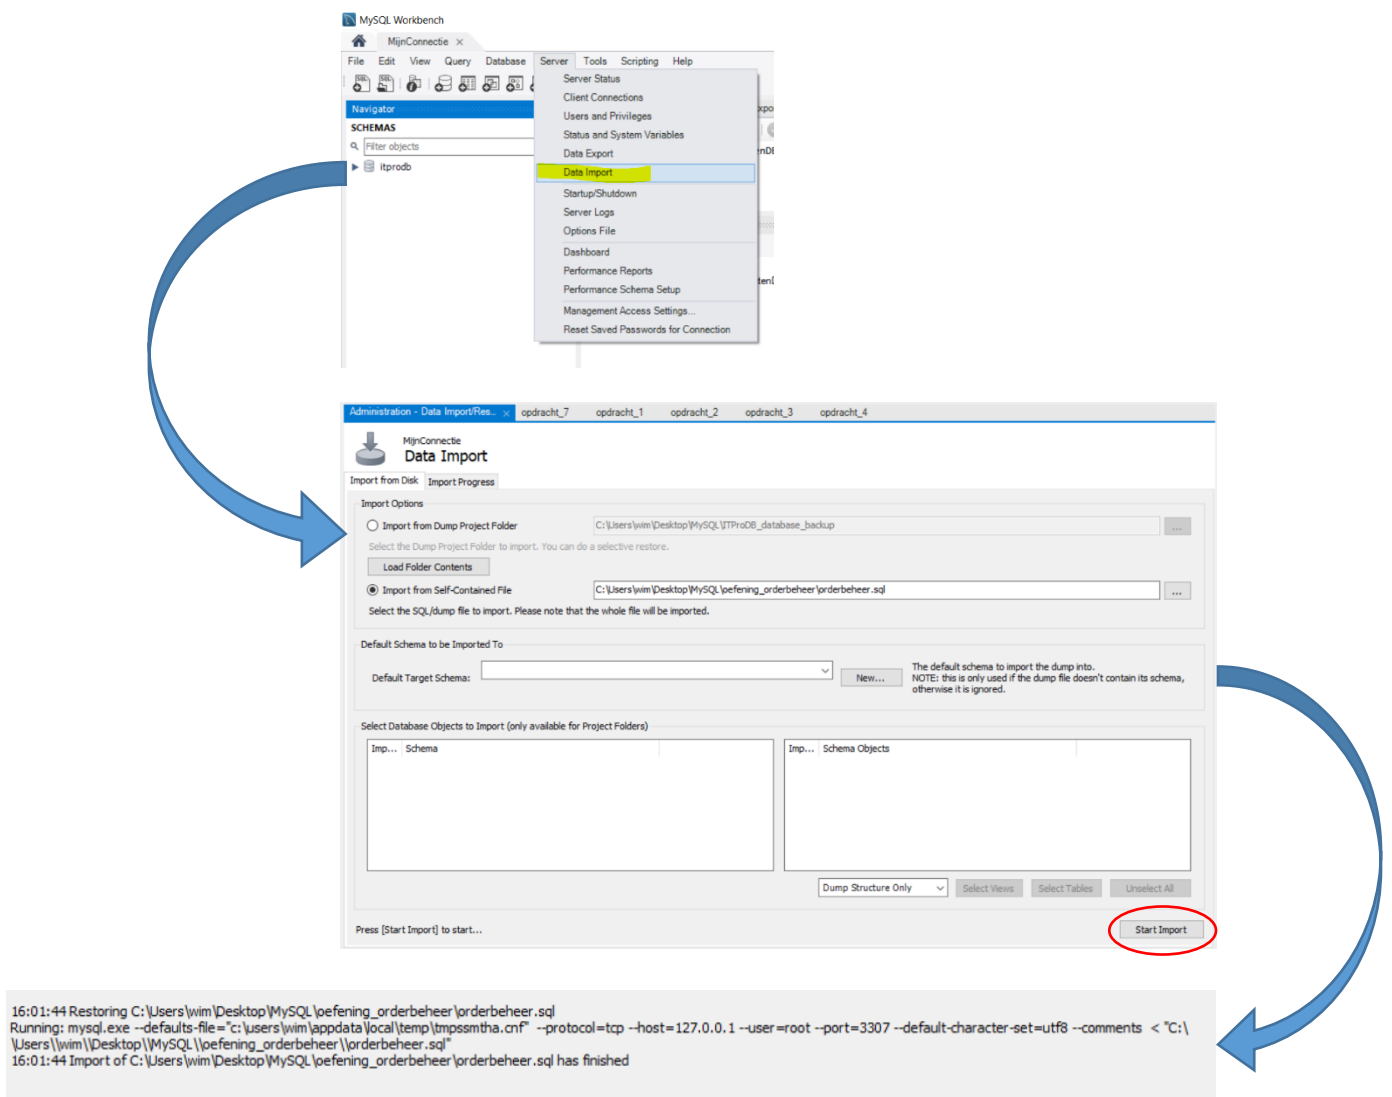 MySQL Workbench
MijnConnectie ×
File Edit View Query Database Server Tools Scripting Help
Server Status
Client Connections
Users and Privileges
Status and System Variables
Data Export
Data Import
Startup/Shutdown
Server Logs
Options File
Dashboard
Performance Reports
Performance Schema Setup
Management Access Settings...
Reset Saved Passwords for Connection
Navigator
SCHEMAS
Filter objects
itprodb
Administration - Data Import/Res... × opdracht_7 opdracht_1 opdracht_2 opdracht_3 opdracht_4
MijnConnectie
Data Import
Import from Disk Import Progress
Import Options
Import from Dump Project Folder C:\Users\wim\Desktop\MySQL\ITProDB_database_backup ...
Select the Dump Project Folder to import. You can do a selective restore.
Load Folder Contents
Import from Self-Contained File C:\Users\wim\Desktop\MySQL\oefening_orderbeheer\orderbeheer.sql ...
Select the SQL/dump file to import. Please note that the whole file will be imported.
Default Schema to be Imported To
Default Target Schema: New...
The default schema to import the dump into.
NOTE: this is only used if the dump file doesn't contain its schema,
otherwise it is ignored.
Select Database Objects to Import (only available for Project Folders)
Imp... Schema Imp... Schema Objects
Dump Structure Only Select Views Select Tables Unselect All
Press [Start Import] to start... Start Import
16:01:44 Restoring C:\Users\wim\Desktop\MySQL\oefening_orderbeheer\orderbeheer.sql
Running: mysql.exe --defaults-file="c:\users\wim\appdata\local\temp\tmpssmtha.cnf" --protocol=tcp --host=127.0.0.1 --user=root --port=3307 --default-character-set=utf8 --comments < "C:\
\Users\\wim\\Desktop\\MySQL\\oefening_orderbeheer\\orderbeheer.sql"
16:01:44 Import of C:\Users\wim\Desktop\MySQL\oefening_orderbeheer\orderbeheer.sql has finished